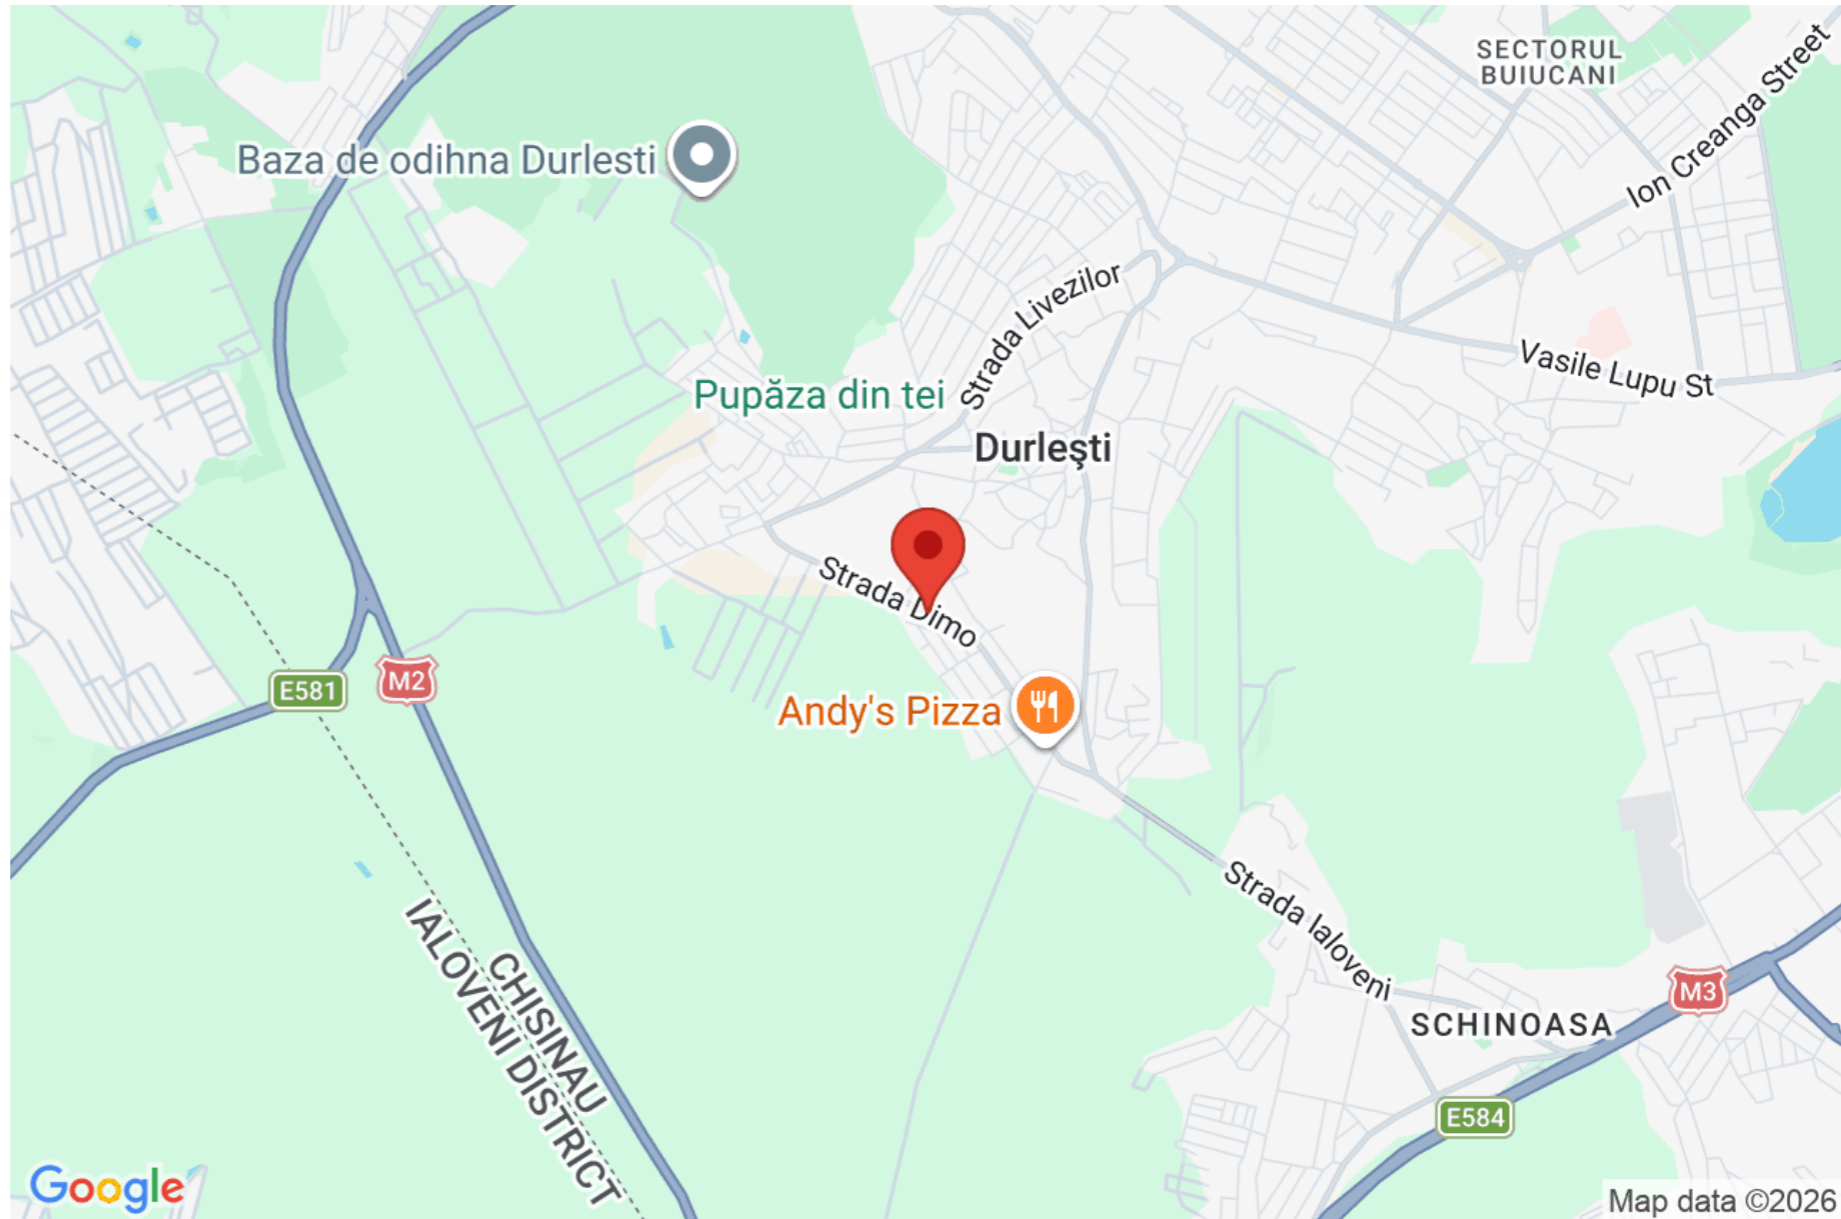 SECTORUL
BUIUCANI
Ion Creanga Street
Baza de odihna Durlesti
Strada Livezilor
Vasile Lupu St
Pupăza din tei
Durleşti
Strada Dimo
E581
M2
Andy's Pizza
Strada Ialoveni
CHISINAU
IALOVENI DISTRICT
M3
SCHINOASA
E584
Google
Map data ©2026